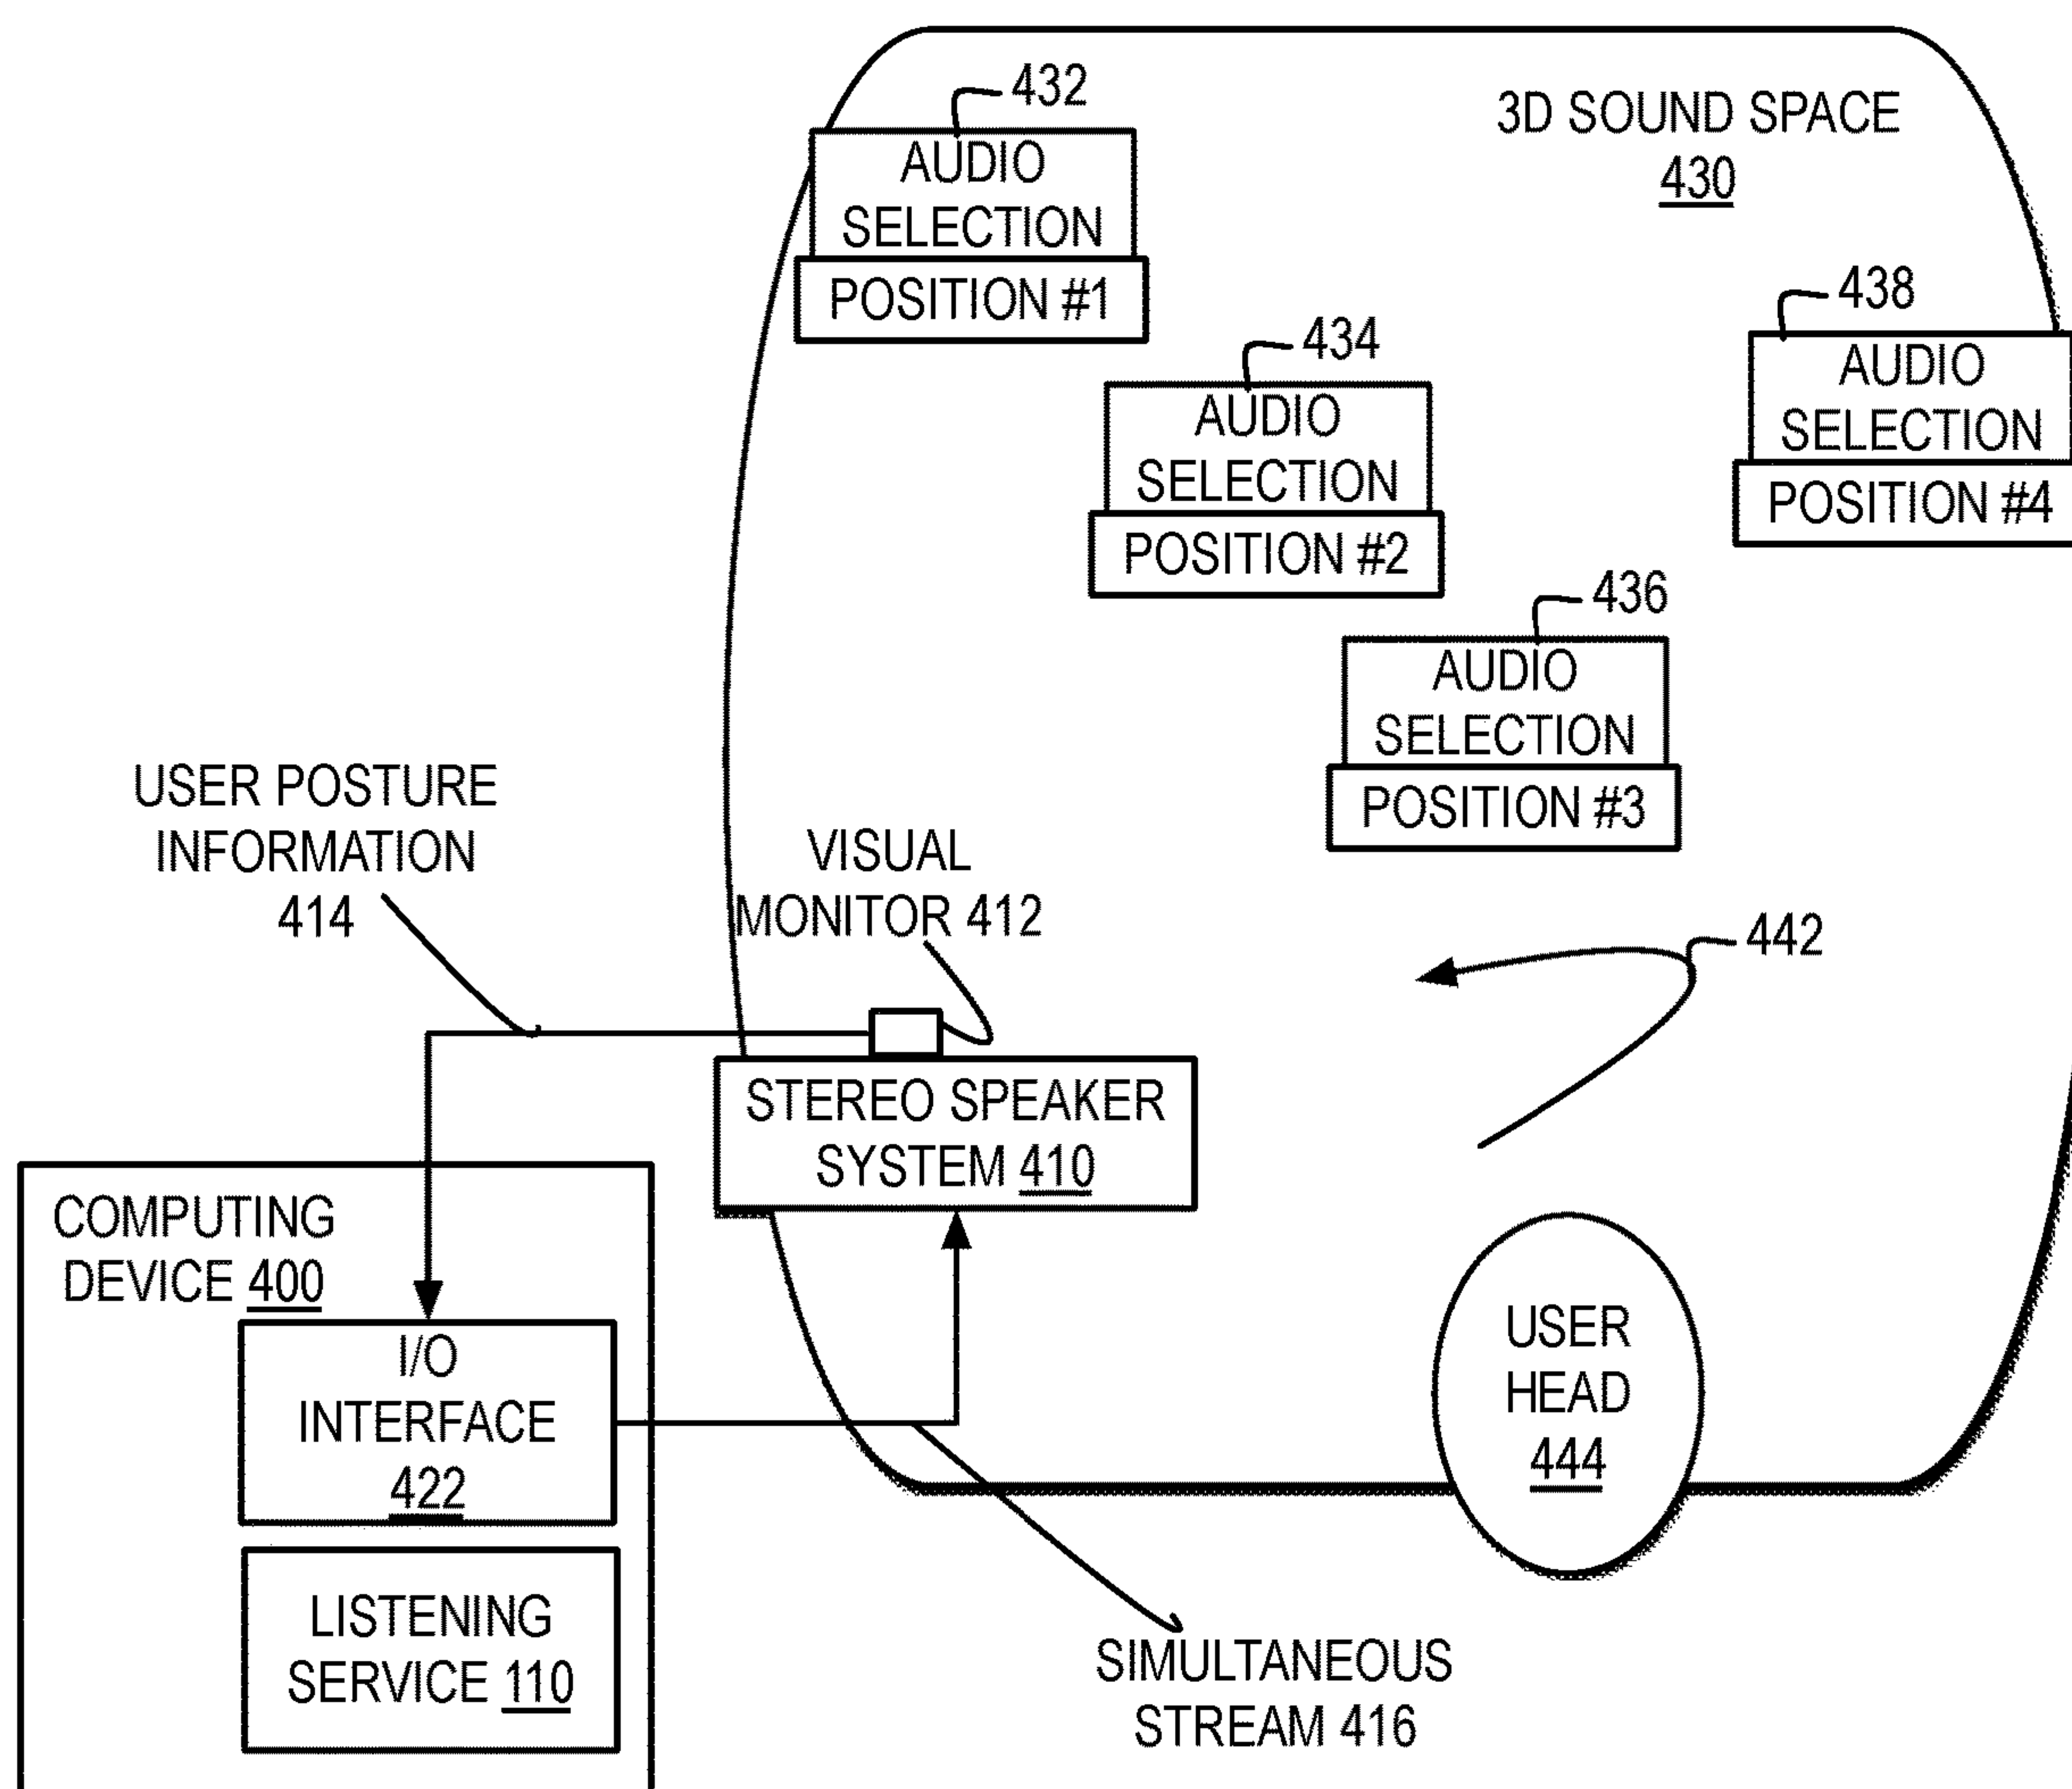 432
3D SOUND SPACE
430
AUDIO
SELECTION
POSITION #1
438
434
AUDIO
SELECTION
POSITION #4
AUDIO
SELECTION
POSITION #2
436
AUDIO
SELECTION
POSITION #3
USER POSTURE
INFORMATION
414
VISUAL
MONITOR 412
442
STEREO SPEAKER
SYSTEM 410
COMPUTING
DEVICE 400
I/O
INTERFACE
422
USER
HEAD
444
LISTENING
SERVICE 110
SIMULTANEOUS
STREAM 416